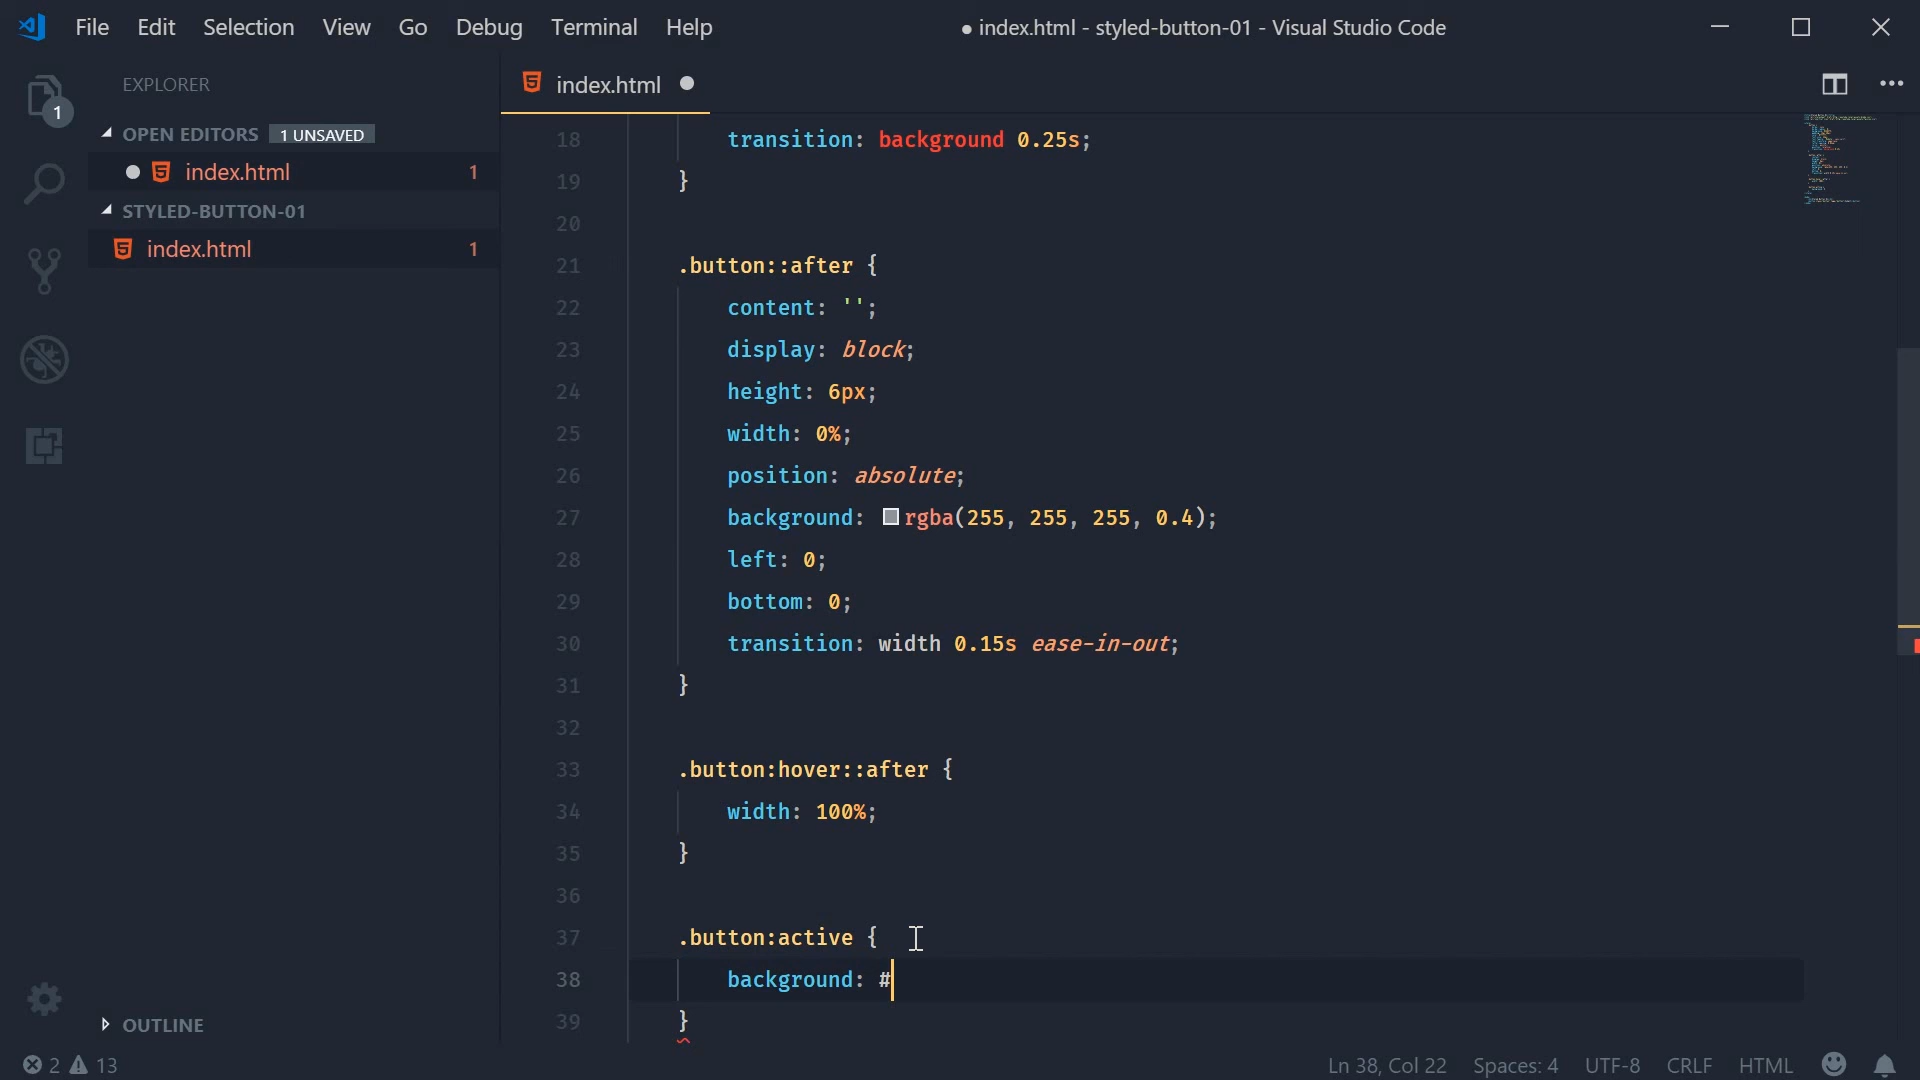 File Edit Selection View Go Debug Terminal Help
● index.html - styled-button-01 - Visual Studio Code
EXPLORER
1
OPEN EDITORS 1 UNSAVED
index.html 1
STYLED-BUTTON-01
index.html 1
OUTLINE
index.html
18 transition: background 0.25s;
19 }
20
21 .button::after {
22 content: '';
23 display: block;
24 height: 6px;
25 width: 0%;
26 position: absolute;
27 background: rgba(255, 255, 255, 0.4);
28 left: 0;
29 bottom: 0;
30 transition: width 0.15s ease-in-out;
31 }
32
33 .button:hover::after {
34 width: 100%;
35 }
36
37 .button:active {
38 background: #
39 }
2 13
Ln 38, Col 22 Spaces: 4 UTF-8 CRLF HTML